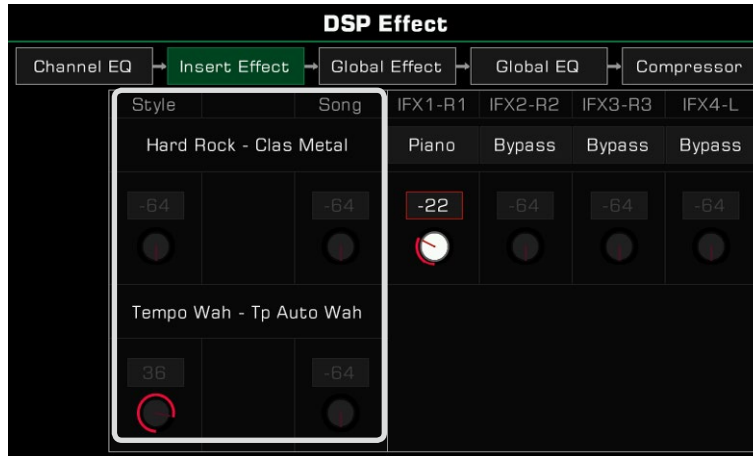 DSP Effect
Channel EQ Insert Effect Global Effect Global EQ Compressor
Style Song IFX1-R1 IFX2-R2 IFX3-R3 IFX4-L
Hard Rock - Clas Metal Piano Bypass Bypass Bypass
-64 -64 -22 -64 -64 -64
Tempo Wah - Tp Auto Wah
36 -64